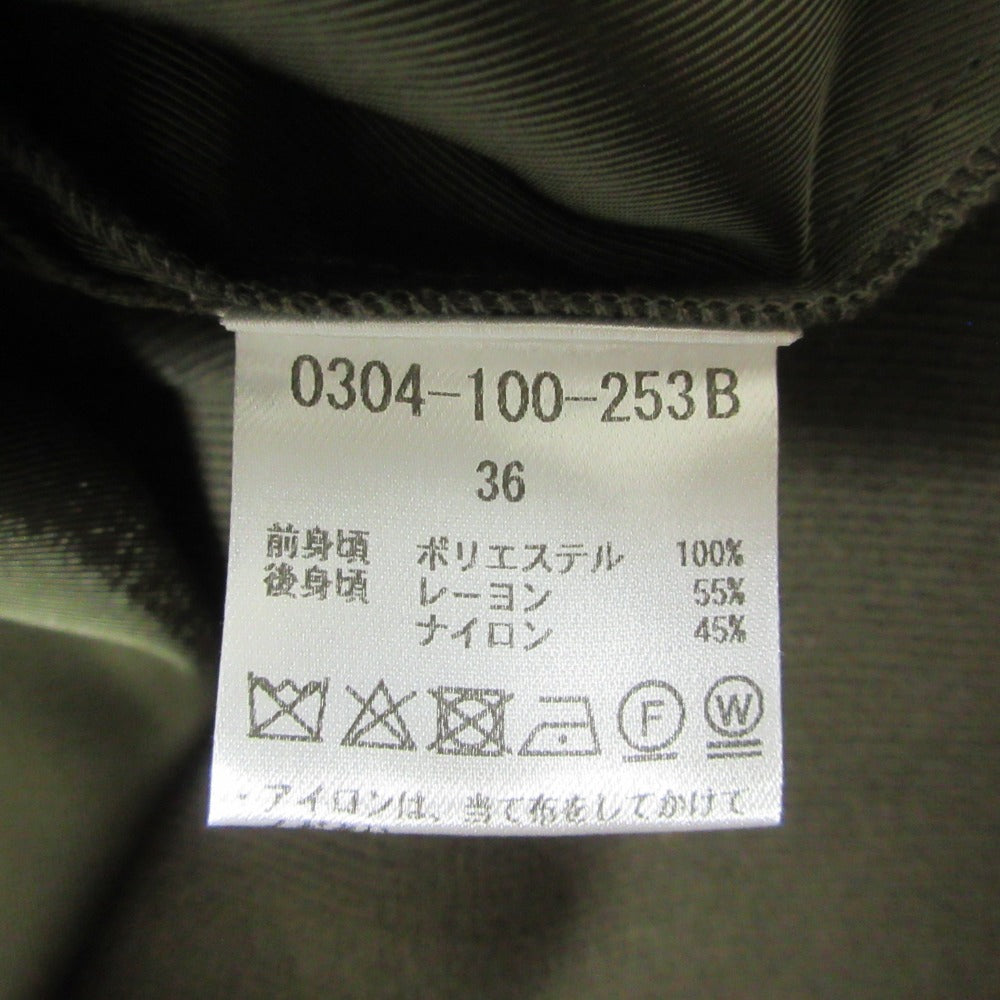 0304-100-253B
36
前身頃 ポリエステル 100%
後身頃 レーヨン 55%
ナイロン 45%
F W
・アイロンは、当て布をしてかけて